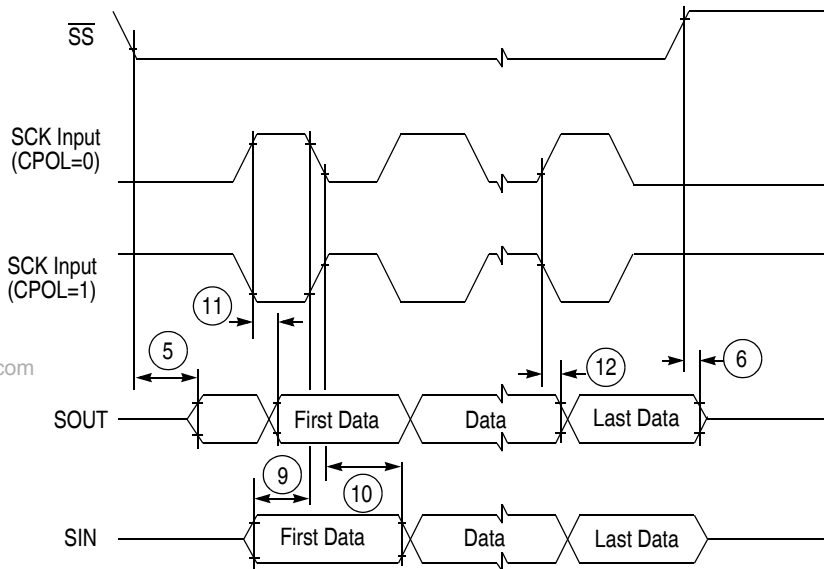 SS
SCK Input
(CPOL=0)
SCK Input
(CPOL=1)
11
5
12
6
com
SOUT
First Data
Data
Last Data
9
10
SIN
First Data
Data
Last Data